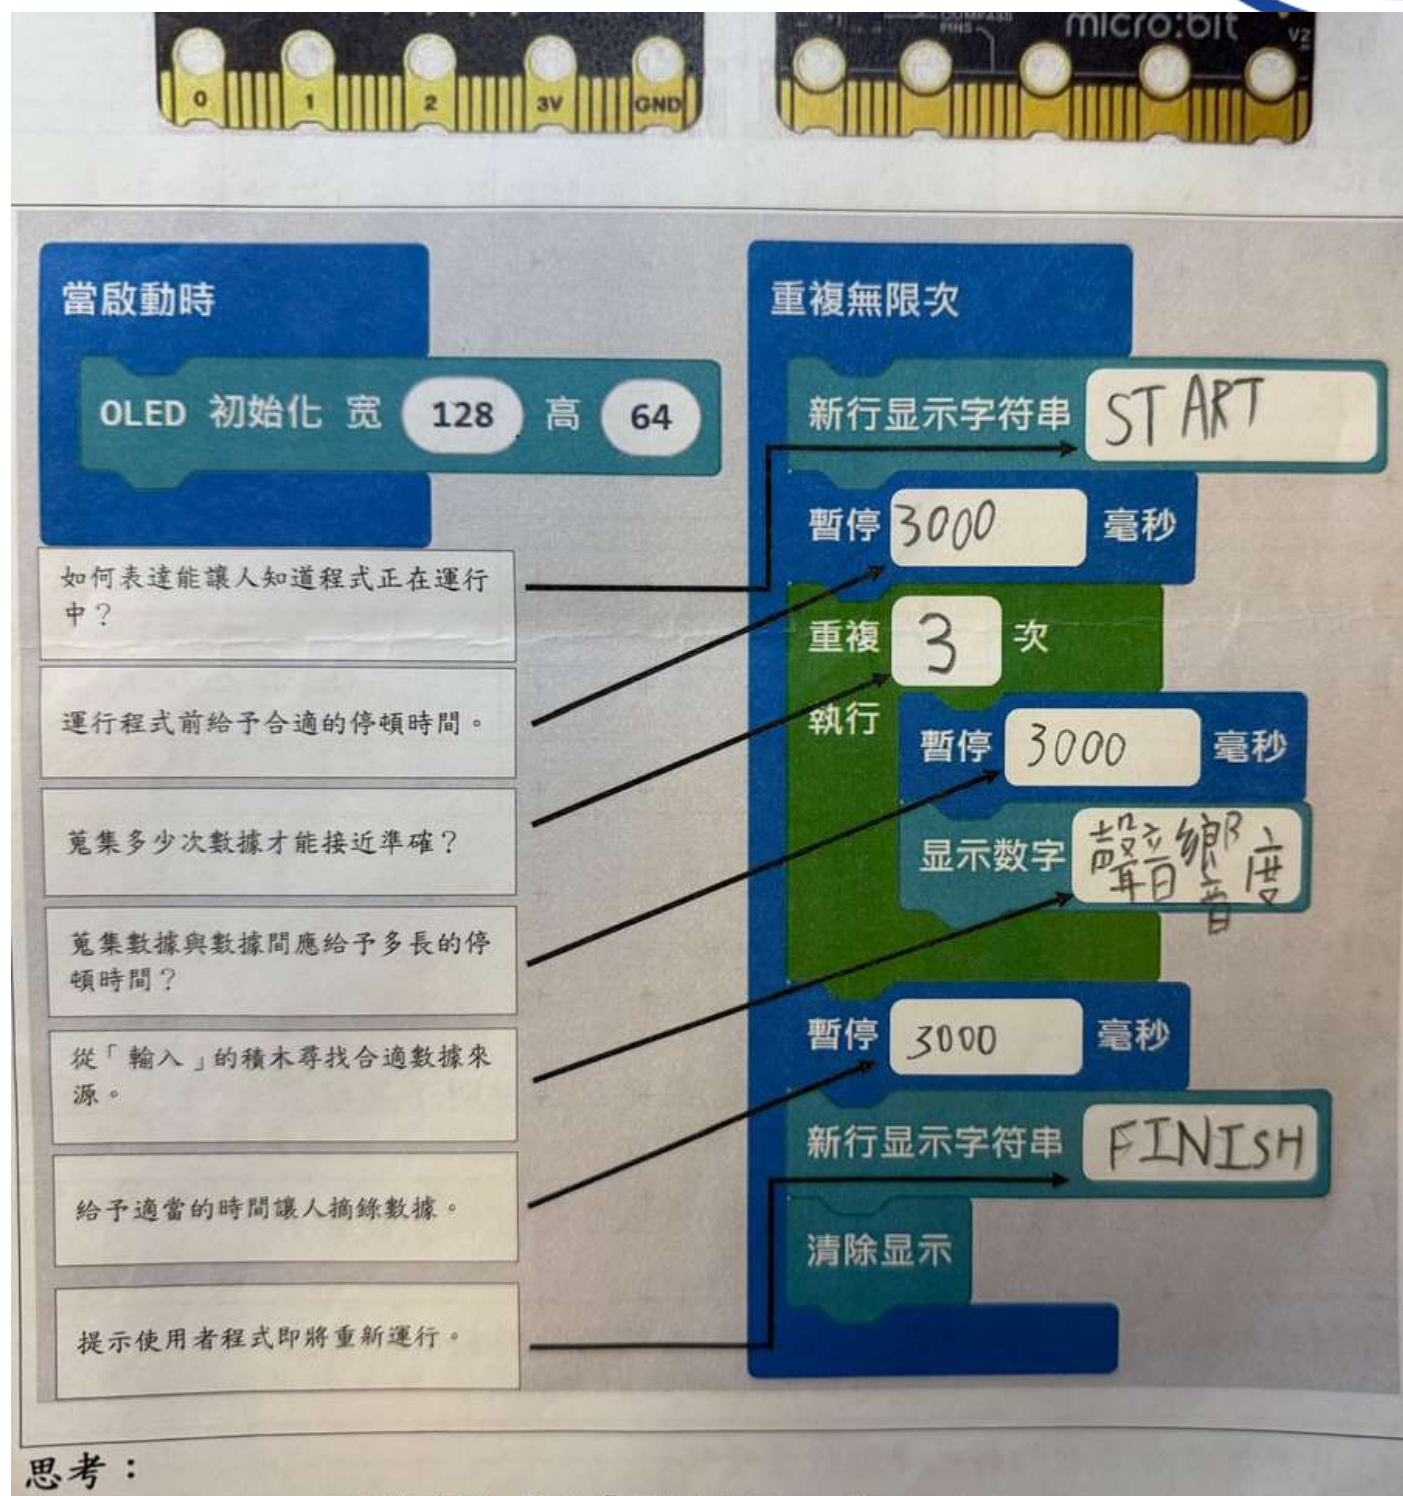 COMPASS
PINS
micro:bit
V2
0 1 2 3V GND
當啟動時
OLED 初始化 宽 128 高 64
如何表達能讓人知道程式正在運行
中？
運行程式前給予合適的停頓時間。
蒐集多少次數據才能接近準確？
蒐集數據與數據間應給予多長的停
頓時間？
從「輸入」的積木尋找合適數據來
源。
給予適當的時間讓人摘錄數據。
提示使用者程式即將重新運行。
重複無限次
新行显示字符串 START
暫停 3000 毫秒
重複 3 次
執行
暫停 3000 毫秒
显示数字 聲音響度
暫停 3000 毫秒
新行显示字符串 FINISH
清除显示
思考：